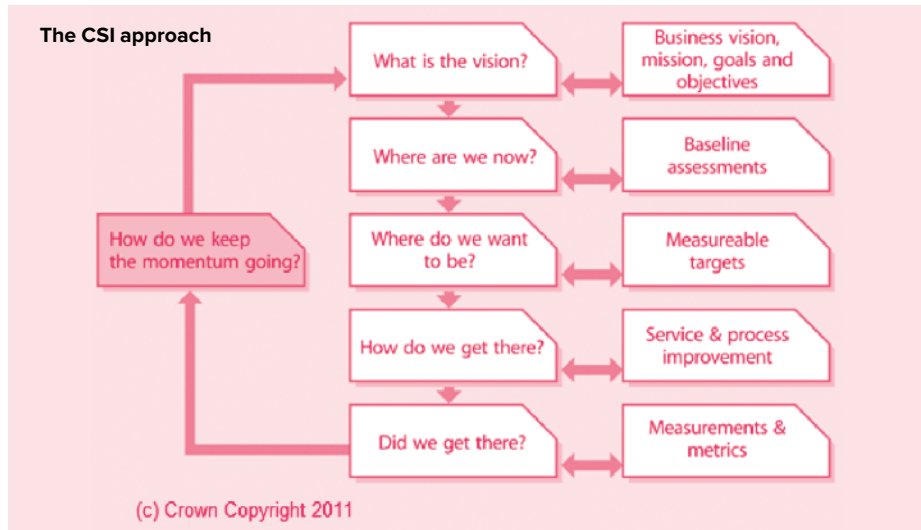 The CSI approach
What is the vision?
Business vision,
mission, goals and
objectives
Where are we now?
Baseline
assessments
How do we keep
the momentum going?
Where do we want
to be?
Measureable
targets
How do we get there?
Service & process
improvement
Did we get there?
Measurements &
metrics
(c) Crown Copyright 2011